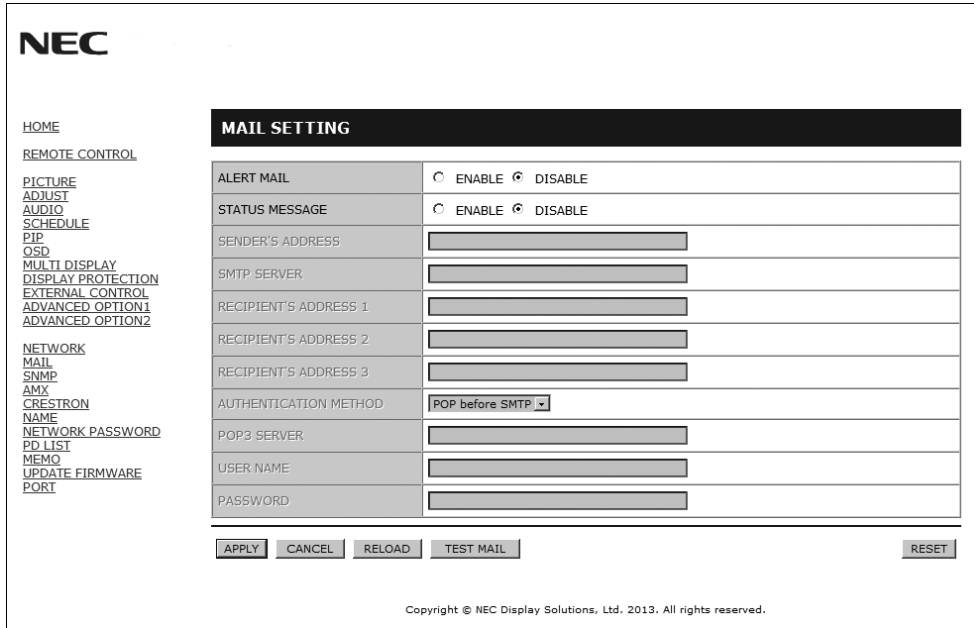 NEC
HOME
REMOTE CONTROL
PICTURE
ADJUST
AUDIO
SCHEDULE
PIP
OSD
MULTI DISPLAY
DISPLAY PROTECTION
EXTERNAL CONTROL
ADVANCED OPTION1
ADVANCED OPTION2
NETWORK
MAIL
SNMP
AMX
CRESTRON
NAME
NETWORK PASSWORD
PD LIST
MEMO
UPDATE FIRMWARE
PORT
MAIL SETTING
ALERT MAIL ENABLE DISABLE
STATUS MESSAGE ENABLE DISABLE
SENDER'S ADDRESS
SMTP SERVER
RECIPIENT'S ADDRESS 1
RECIPIENT'S ADDRESS 2
RECIPIENT'S ADDRESS 3
AUTHENTICATION METHOD POP before SMTP
POP3 SERVER
USER NAME
PASSWORD
APPLY CANCEL RELOAD TEST MAIL RESET
Copyright © NEC Display Solutions, Ltd. 2013. All rights reserved.